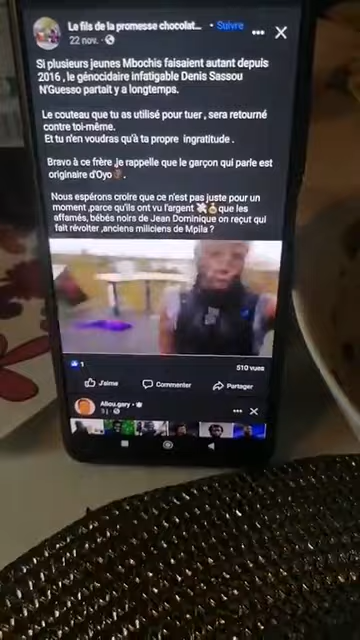 Le fils de la promesse chocolat... • Suivre
22 nov.
Si plusieurs jeunes Mbochis faisaient autant depuis
2016 , le génocidaire infatigable Denis Sassou
N'Guesso partait y a longtemps.
Le couteau que tu as utilisé pour tuer , sera retourné
contre toi-même.
Et tu n'en voudras qu'à ta propre ingratitude .
Bravo à ce frère ,je rappelle que le garçon qui parle est
originaire d'Oyo .
Nous espérons croire que ce n'est pas juste pour un
moment ,parce qu'ils ont vu l'argent que les
affamés, bébés noirs de Jean Dominique on reçut qui
fait révolter ,anciens miliciens de Mpila ?
1
510 vues
J'aime
Commenter
Partager
Aliou.gary •
3 j